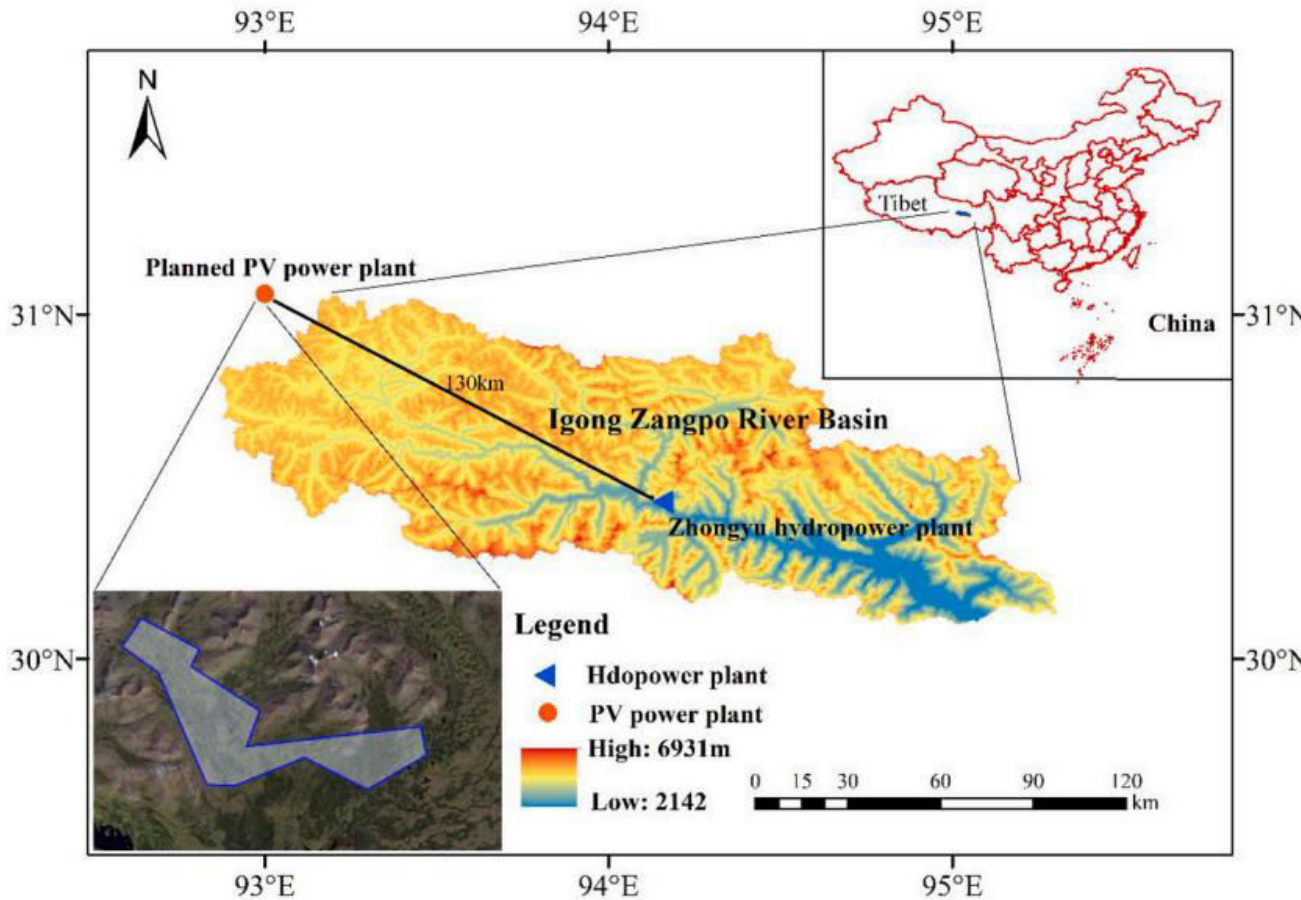 93°E
94°E
95°E
N
Tibet
China
Planned PV power plant
31°N
31°N
130km
Igong Zangpo River Basin
Zhongyu hydropower plant
30°N
30°N
Legend
Hdopower plant
PV power plant
High: 6931m
Low: 2142
0 15 30 60 90 120
km
93°E
94°E
95°E